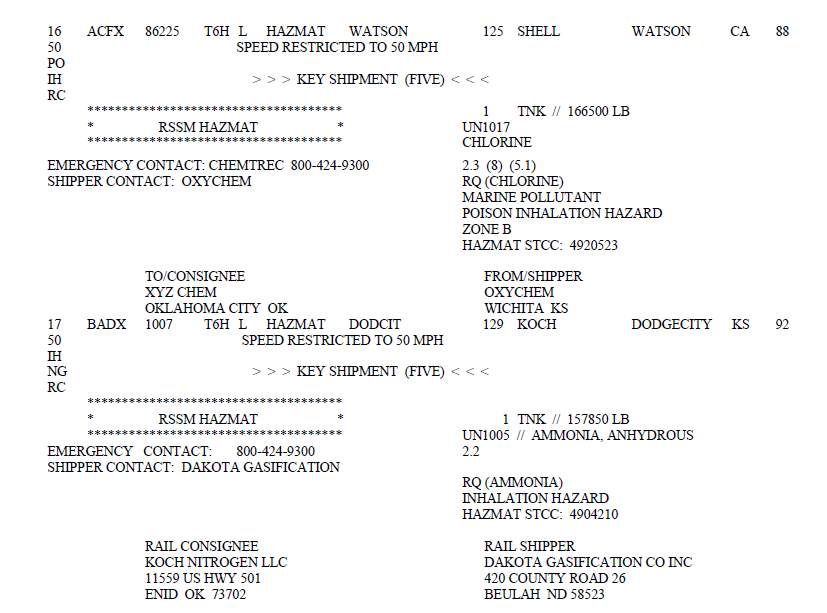 16 ACFX 86225 T6H L HAZMAT WATSON 125 SHELL WATSON CA 88
50 SPEED RESTRICTED TO 50 MPH
PO
IH > > > KEY SHIPMENT (FIVE) < < <
RC
************************************* 1 TNK // 166500 LB
* RSSM HAZMAT * UN1017
************************************* CHLORINE
EMERGENCY CONTACT: CHEMTREC 800-424-9300 2.3 (8) (5.1)
SHIPPER CONTACT: OXYCHEM RQ (CHLORINE)
MARINE POLLUTANT
POISON INHALATION HAZARD
ZONE B
HAZMAT STCC: 4920523
TO/CONSIGNEE FROM/SHIPPER
XYZ CHEM OXYCHEM
OKLAHOMA CITY OK WICHITA KS
17 BADX 1007 T6H L HAZMAT DODCIT 129 KOCH DODGECITY KS 92
50 SPEED RESTRICTED TO 50 MPH
IH
NG > > > KEY SHIPMENT (FIVE) < < <
RC
*************************************
* RSSM HAZMAT * 1 TNK // 157850 LB
************************************* UN1005 // AMMONIA, ANHYDROUS
EMERGENCY CONTACT: 800-424-9300 2.2
SHIPPER CONTACT: DAKOTA GASIFICATION
RQ (AMMONIA)
INHALATION HAZARD
HAZMAT STCC: 4904210
RAIL CONSIGNEE RAIL SHIPPER
KOCH NITROGEN LLC DAKOTA GASIFICATION CO INC
11559 US HWY 501 420 COUNTY ROAD 26
ENID OK 73702 BEULAH ND 58523